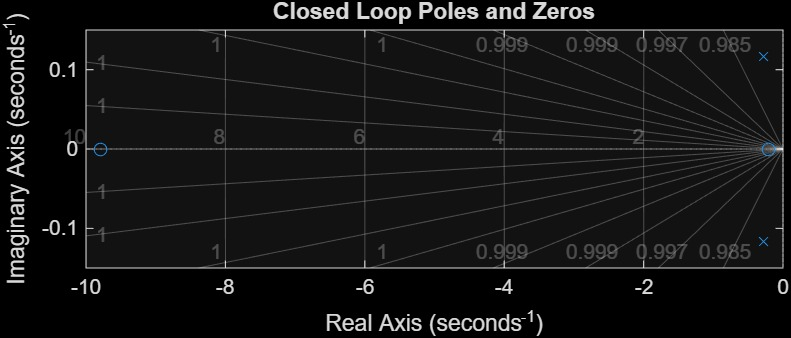 Closed Loop Poles and Zeros
Imaginary Axis (seconds⁻¹)
1 1 0.999 0.999 0.997 0.985
0.1
1
1
10 8 6 4 2
0
1
1
-0.1
1 1 0.999 0.999 0.997 0.985
-10 -8 -6 -4 -2 0
Real Axis (seconds⁻¹)